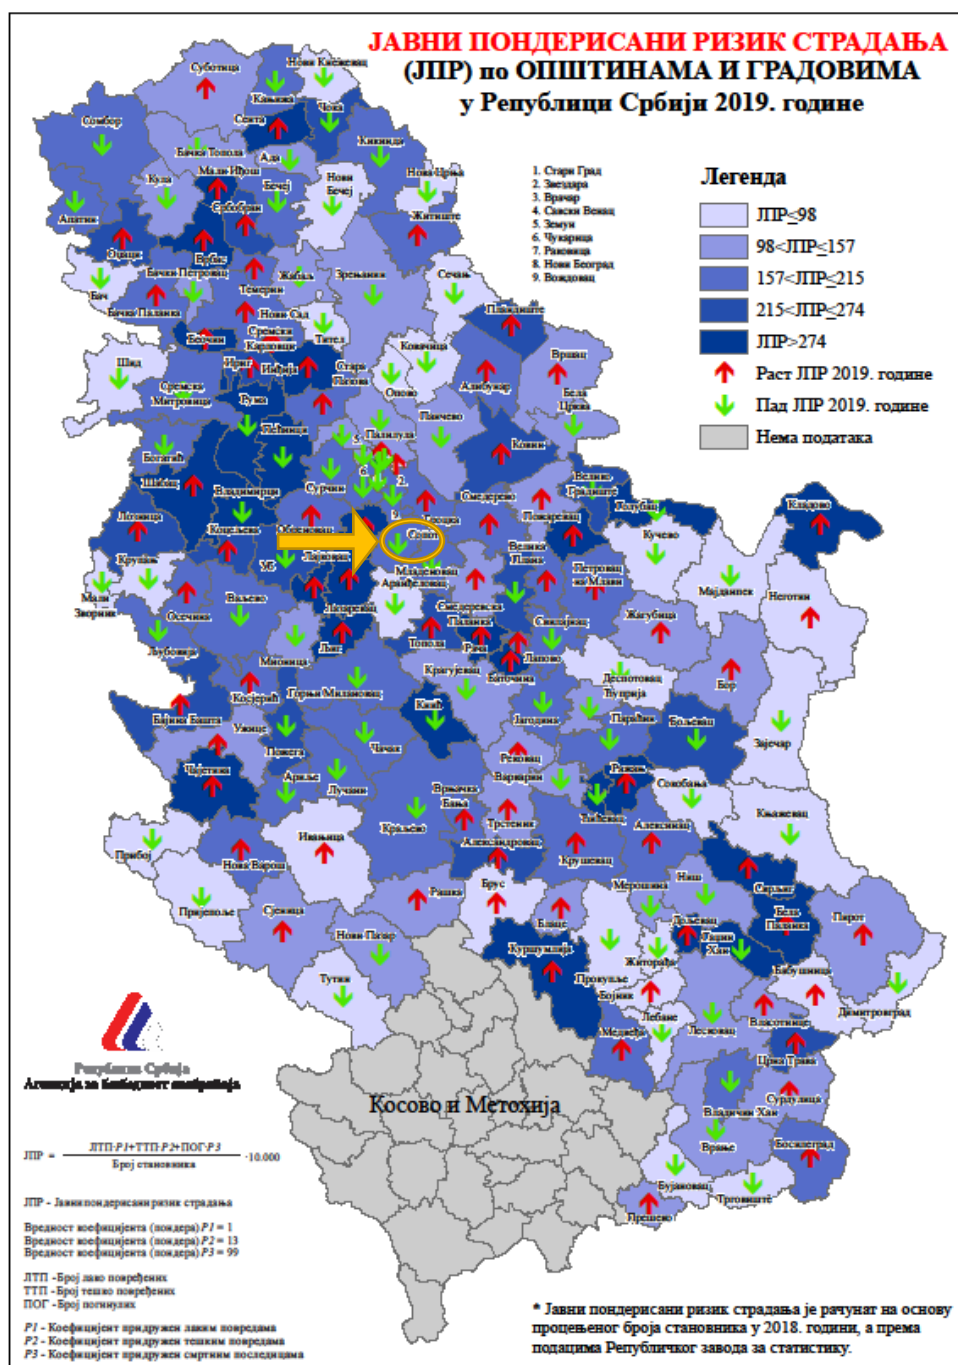 ЈАВНИ ПОНДЕРИСАНИ РИЗИК СТРАДАЊА
(ЈПР) по ОПШТИНАМА И ГРАДОВИМА
у Републици Србији 2019. године
1. Стари Град
2. Звездара
3. Врачар
4. Савски Венац
5. Земун
6. Чукарица
7. Раковица
8. Нови Београд
9. Вождовац
Легенда
ЈПР≤98
98<ЈПР≤157
157<ЈПР≤215
215<ЈПР≤274
ЈПР>274
Раст ЈПР 2019. године
Пад ЈПР 2019. године
Нема података
Суботица
Нови Кнежевац
Кањижа
Чока
Сента
Сомбор
Бачка Топола
Ада
Кикинда
Мали Иђош
Кула
Србобран
Бечеј
Нови
Бечеј
Нова Црња
Житиште
Апатин
Оџаци
Врбас
Бач
Бачки Петровац
Темерин
Жабаљ
Зрењанин
Сечањ
Бачка Паланка
Нови Сад
Беочин
Сремски
Карловци
Тител
Пландиште
Шид
Ириг
Инђија
Стара
Пазова
Ковачица
Опово
Алибунар
Вршац
Сремска
Митровица
Рума
Бела
Црква
Пећинци
Палилула
Панчево
Ковин
Богатић
Шабац
Владимирци
Сурчин
5.
6.
2.
9
Смедерево
Пожаревац
Велико
Градиште
Голубац
Кладово
Лозница
Коцељева
Обреновац
Гроцка
Сопот
Кучево
Крупањ
Уб
Лајковац
Младеновац
Аранђеловац
Велика
Плана
Петровац
на Млави
Мајданпек
Неготин
Мали
Зворник
Осечина
Ваљево
Лазаревац
Смедеревска
Паланка
Свилајнац
Жагубица
Љубовија
Мионица
Љиг
Топола
Рача
Лапово
Баточина
Крагујевац
Деспотовац
Бор
Косјерић
Горњи Милановац
Кнић
Ћуприја
Јагодина
Параћин
Бољевац
Зајечар
Бајина Башта
Ужице
Пожега
Чачак
Рековац
Чајетина
Ариље
Лучани
Варварин
Ражањ
Сокобања
Врњачка
Бања
Ћићевац
Књажевац
Краљево
Трстеник
Алексинац
Прибој
Нова Варош
Ивањица
Александровац
Крушевац
Сврљиг
Пријепоље
Сјеница
Рашка
Брус
Блаце
Мерошина
Ниш
Бела
Паланка
Пирот
Нови Пазар
Куршумлија
Дољевац
Гаџин
Хан
Тутин
Житорађа
Прокупље
Бојник
Бабушница
Димитровград
Медвеђа
Лебане
Лесковац
Власотинце
Црна Трава
Косово и Метохија
Сурдулица
Владичин Хан
Врање
Босилеград
Бујановац
Трговиште
Прешево
Република Србија
Агенција за безбедност саобраћаја
ЈПР = ЛТП·P1+ТТП·P2+ПОГ·P3 / Број становника ·10.000
ЈПР - Јавни пондерисани ризик страдања
Вредност коефицијента (пондера) P1 = 1
Вредност коефицијента (пондера) P2 = 13
Вредност коефицијента (пондера) P3 = 99
ЛТП - Број лако повређених
ТТП - Број тешко повређених
ПОГ - Број погинулих
P1 - Коефицијент придружен лаким повредама
P2 - Коефицијент придружен тешким повредама
P3 - Коефицијент придружен смртним последицама
* Јавни пондерисани ризик страдања је рачунат на основу
процењеног броја становника у 2018. години, а према
подацима Републичког завода за статистику.